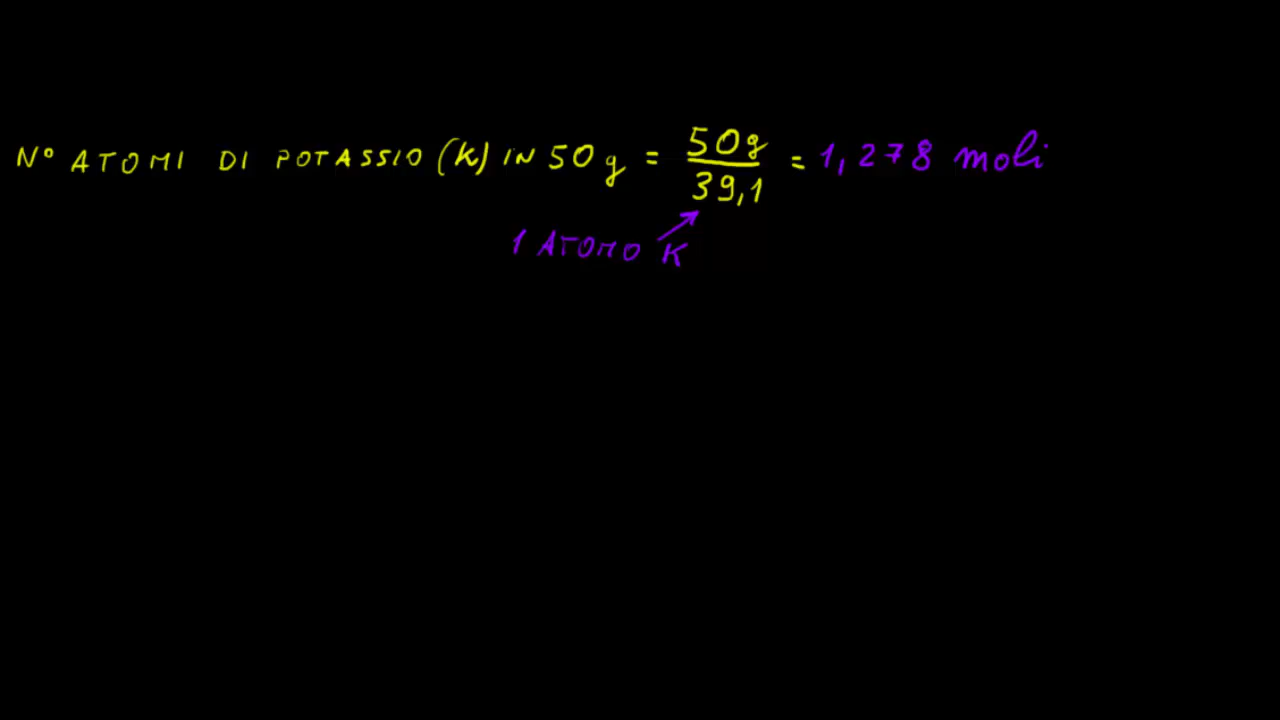 N° ATOMI DI POTASSIO (K) IN 50 g = 50g / 39,1 = 1,278 moli
1 ATOMO K